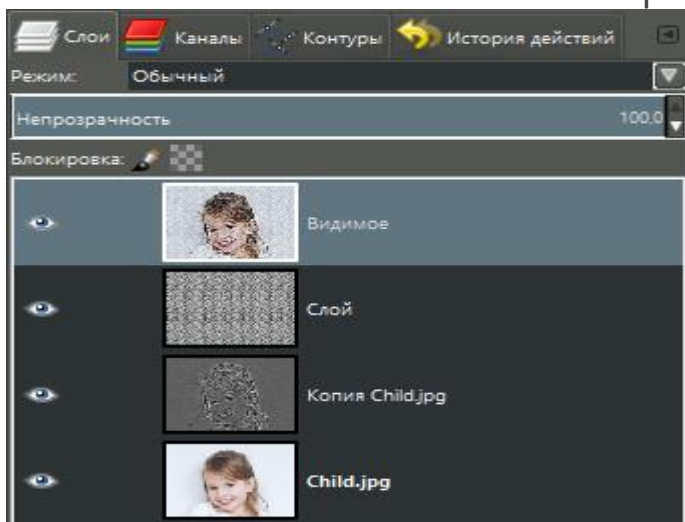 Слои Каналы Контуры История действий
Режим: Обычный
Непрозрачность 100,0
Блокировка:
Видимое
Слой
Копия Child.jpg
Child.jpg